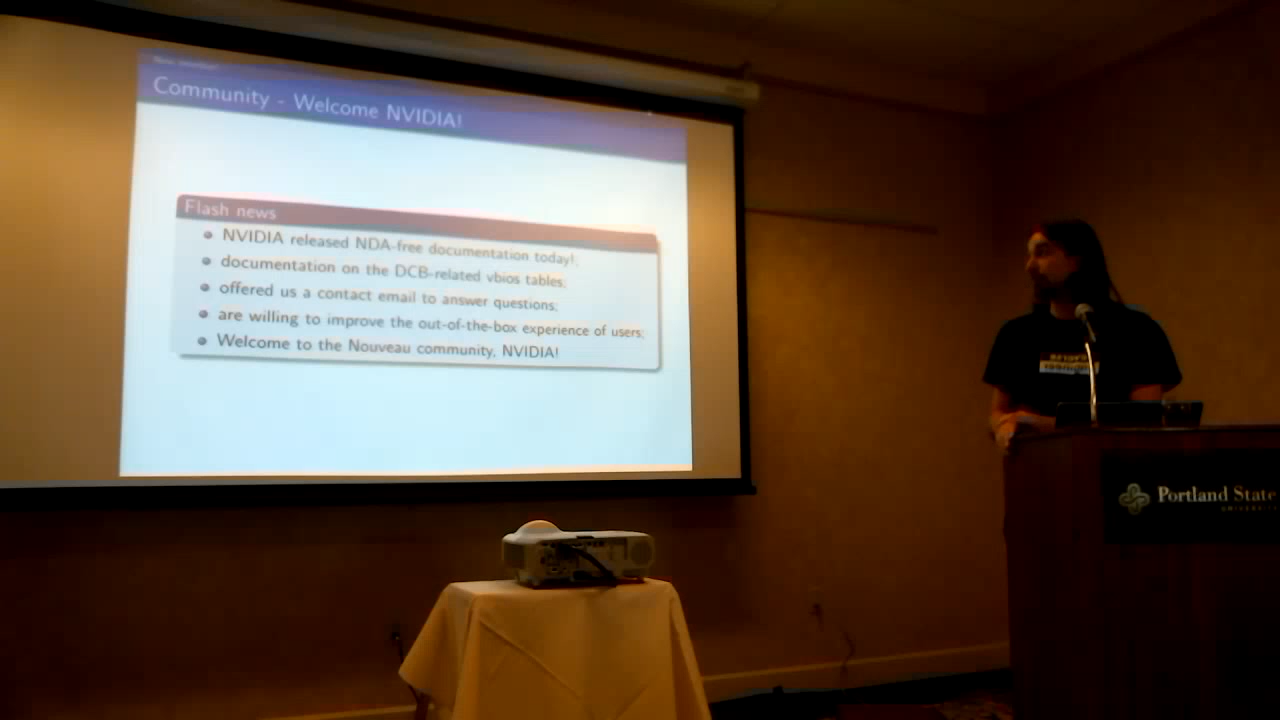 Community - Welcome NVIDIA!
Flash news
NVIDIA released NDA-free documentation today!;
documentation on the DCB-related vbios tables;
offered us a contact email to answer questions;
are willing to improve the out-of-the-box experience of users;
Welcome to the Nouveau community, NVIDIA!
Portland State
UNIVERSITY